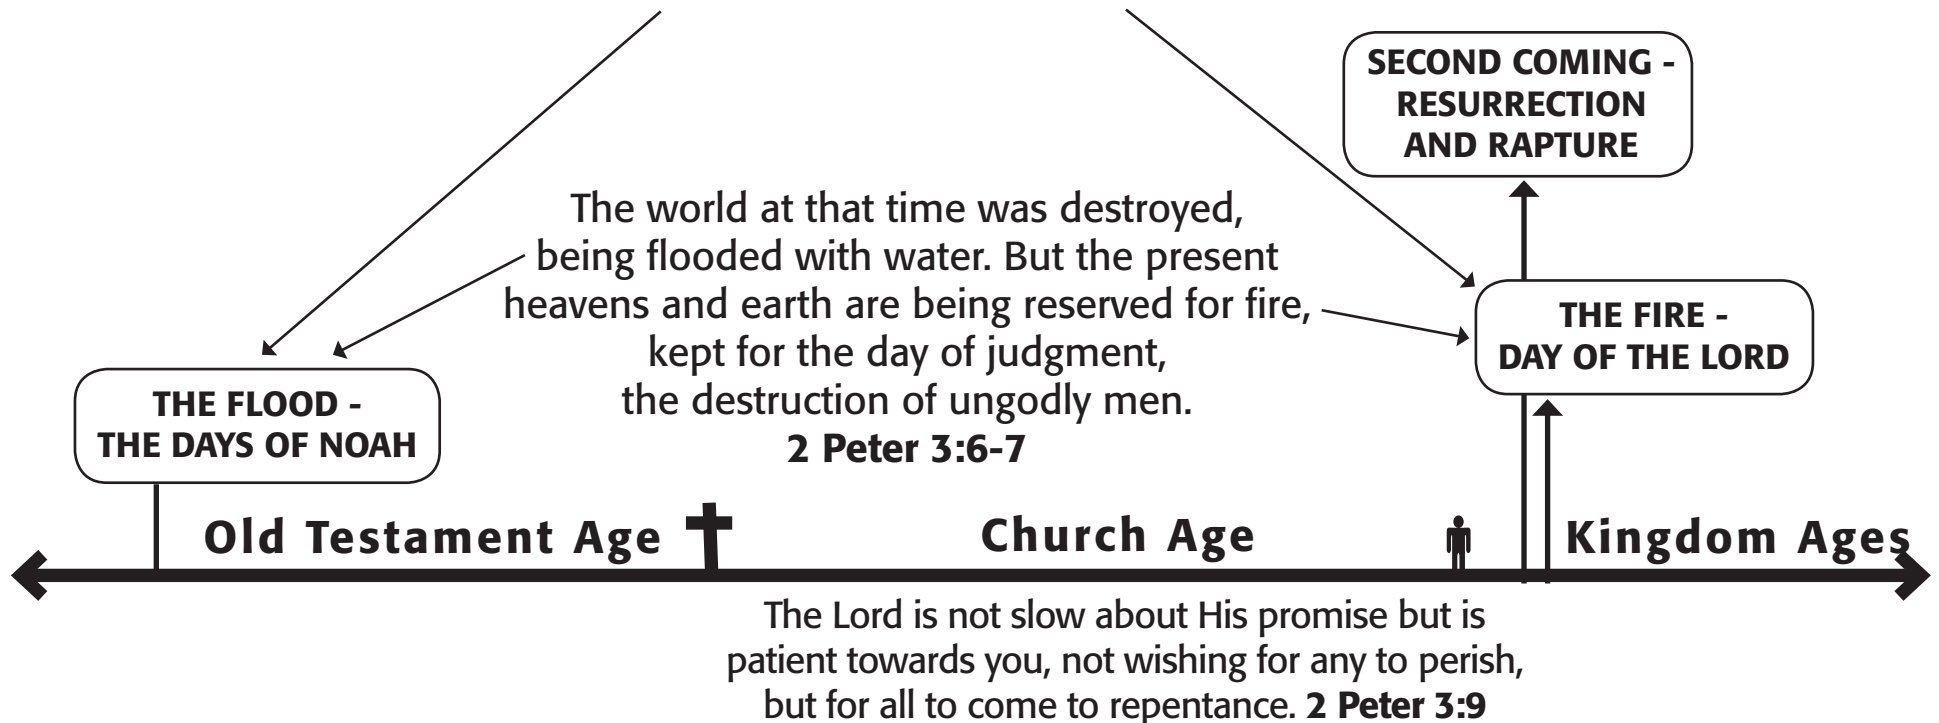 SECOND COMING -
RESURRECTION
AND RAPTURE
The world at that time was destroyed,
being flooded with water. But the present
heavens and earth are being reserved for fire,
kept for the day of judgment,
the destruction of ungodly men.
2 Peter 3:6-7
THE FIRE -
DAY OF THE LORD
THE FLOOD -
THE DAYS OF NOAH
Old Testament Age
Church Age
Kingdom Ages
The Lord is not slow about His promise but is
patient towards you, not wishing for any to perish,
but for all to come to repentance. 2 Peter 3:9